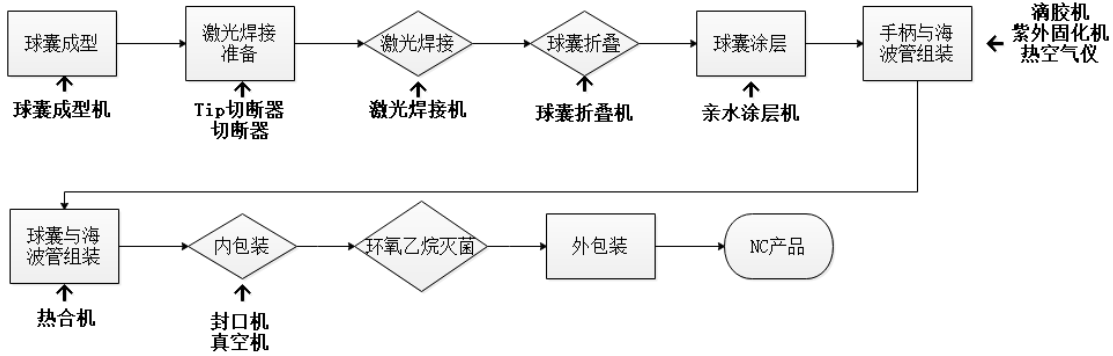 球囊成型
激光焊接
准备
激光焊接
球囊折叠
球囊涂层
手柄与海
波管组装
滴胶机
紫外固化机
热空气仪
球囊成型机
Tip切断器
切断器
激光焊接机
球囊折叠机
亲水涂层机
球囊与海
波管组装
内包装
环氧乙烷灭菌
外包装
NC产品
热合机
封口机
真空机